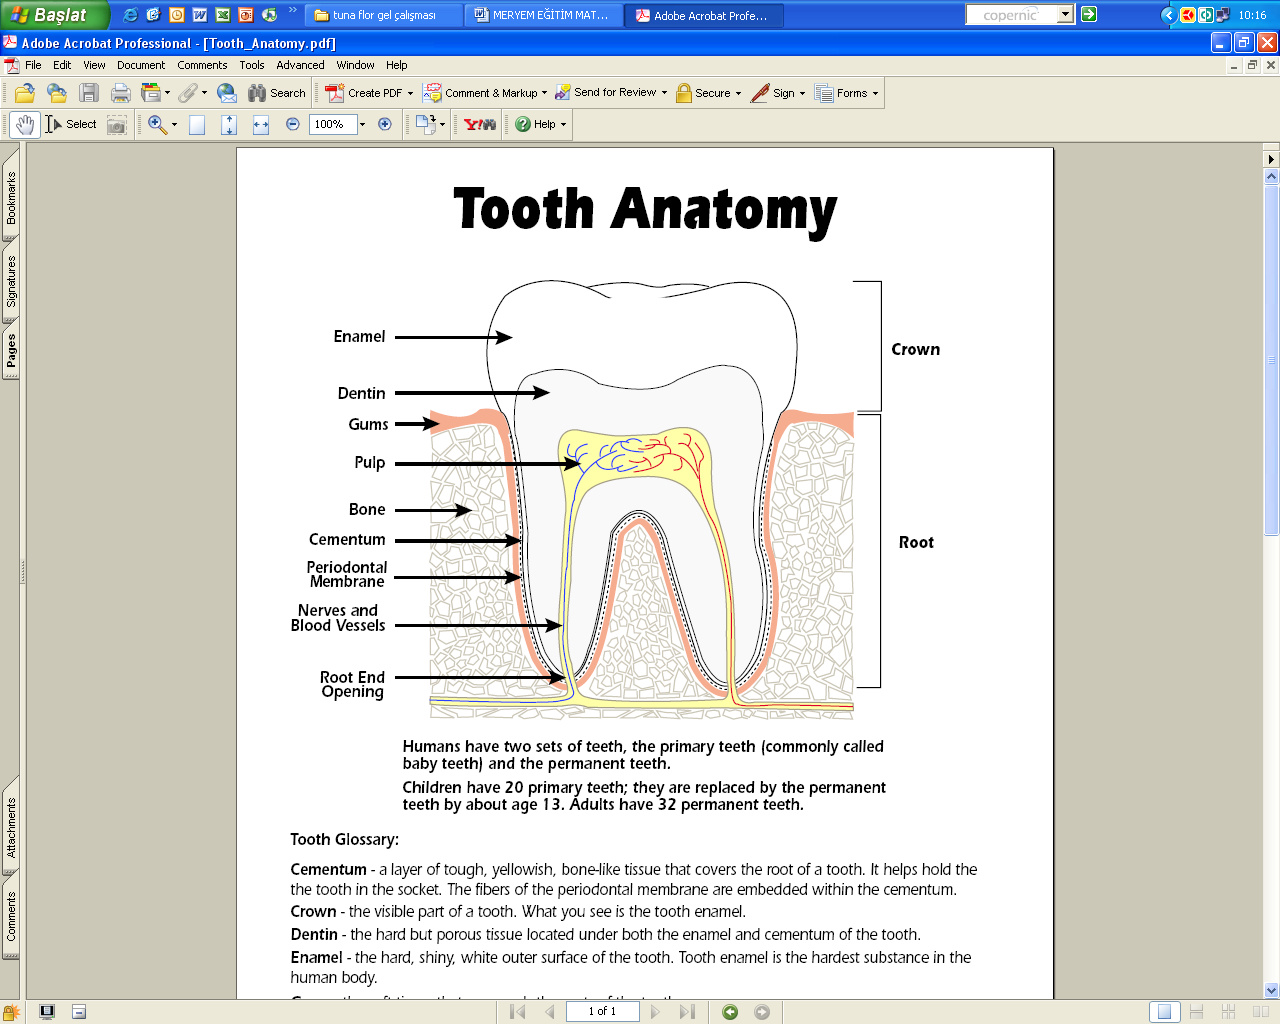 Başlat
tuna flor gel çalışması
MERYEM EĞİTİM MAT...
Adobe Acrobat Profe...
copernic
10:16
Adobe Acrobat Professional - [Tooth_Anatomy.pdf]
File Edit View Document Comments Tools Advanced Window Help
Search Create PDF Comment & Markup Send for Review Secure Sign Forms
Select 100% Y! Help
Bookmarks
Signatures
Pages
Attachments
Comments
Tooth Anatomy
Enamel
Dentin
Gums
Pulp
Bone
Cementum
Periodontal
Membrane
Nerves and
Blood Vessels
Root End
Opening
Crown
Root
Humans have two sets of teeth, the primary teeth (commonly called
baby teeth) and the permanent teeth.
Children have 20 primary teeth; they are replaced by the permanent
teeth by about age 13. Adults have 32 permanent teeth.
Tooth Glossary:
Cementum - a layer of tough, yellowish, bone-like tissue that covers the root of a tooth. It helps hold the
the tooth in the socket. The fibers of the periodontal membrane are embedded within the cementum.
Crown - the visible part of a tooth. What you see is the tooth enamel.
Dentin - the hard but porous tissue located under both the enamel and cementum of the tooth.
Enamel - the hard, shiny, white outer surface of the tooth. Tooth enamel is the hardest substance in the
human body.
1 of 1